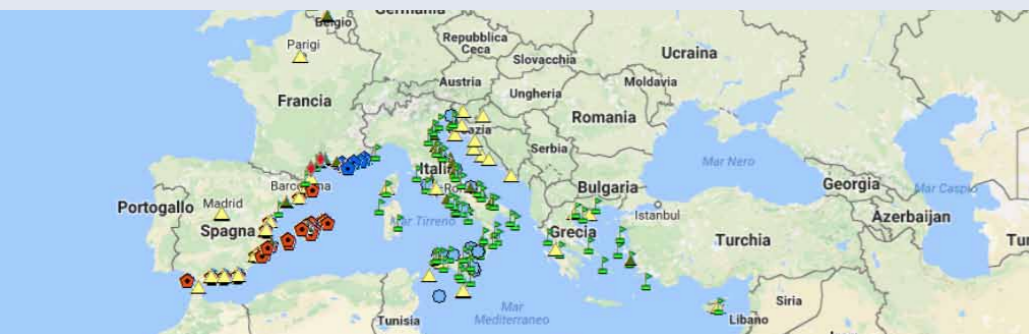 Germania
Belgio
Parigi
Repubblica
Ceca
Slovacchia
Ucraina
Austria
Ungheria
Moldavia
Francia
Romania
Serbia
Italia
Mar Nero
Bulgaria
Georgia
Mar Caspio
Portogallo
Madrid
Istanbul
Azerbaijan
Spagna
Mar Tirreno
Grecia
Turchia
Siria
Libano
Tunisia
Mar
Mediterraneo